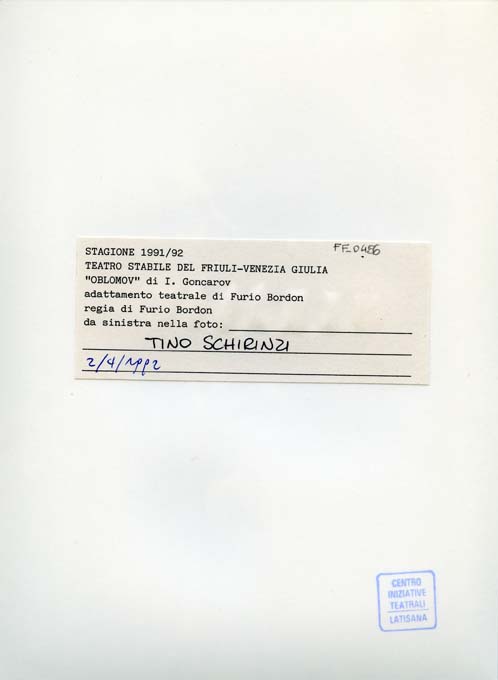 FF0486
STAGIONE 1991/92
TEATRO STABILE DEL FRIULI-VENEZIA GIULIA
"OBLOMOV" di I. Goncarov
adattamento teatrale di Furio Bordon
regia di Furio Bordon
da sinistra nella foto:
TINO SCHIRINZI
2/4/1992
CENTRO
INIZIATIVE
TEATRALI
LATISANA